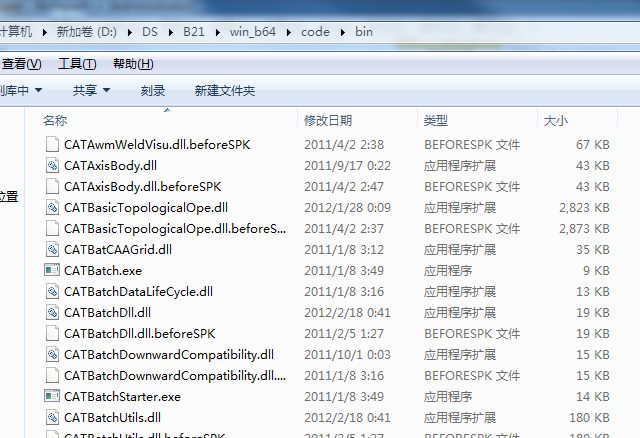 计算机 ▸ 新加卷 (D:) ▸ DS ▸ B21 ▸ win_b64 ▸ code ▸ bin
查看(V) 工具(T) 帮助(H)
库中 共享 刻录 新建文件夹
名称 修改日期 类型 大小
CATAwmWeldVisu.dll.beforeSPK 2011/4/2 2:38 BEFORESPK 文件 67 KB
CATAxisBody.dll 2011/9/17 0:22 应用程序扩展 43 KB
CATAxisBody.dll.beforeSPK 2011/4/2 2:47 BEFORESPK 文件 43 KB
位置
CATBasicTopologicalOpe.dll 2012/1/28 0:09 应用程序扩展 2,823 KB
CATBasicTopologicalOpe.dll.beforeS... 2011/4/2 2:37 BEFORESPK 文件 2,873 KB
CATBatCAAGrid.dll 2011/1/8 3:12 应用程序扩展 35 KB
CATBatch.exe 2011/1/8 3:49 应用程序 9 KB
CATBatchDataLifeCycle.dll 2011/1/8 3:16 应用程序扩展 13 KB
CATBatchDll.dll 2012/2/18 0:41 应用程序扩展 19 KB
CATBatchDll.dll.beforeSPK 2011/2/5 1:27 BEFORESPK 文件 19 KB
CATBatchDownwardCompatibility.dll 2011/10/1 0:03 应用程序扩展 15 KB
CATBatchDownwardCompatibility.dll.... 2011/1/8 3:16 BEFORESPK 文件 15 KB
CATBatchStarter.exe 2011/1/8 3:49 应用程序 14 KB
CATBatchUtils.dll 2012/2/18 0:41 应用程序扩展 180 KB
CATBatchUtils.dll.beforeSPK 2011/2/5 1:27 BEFORESPK 文件 180 KB